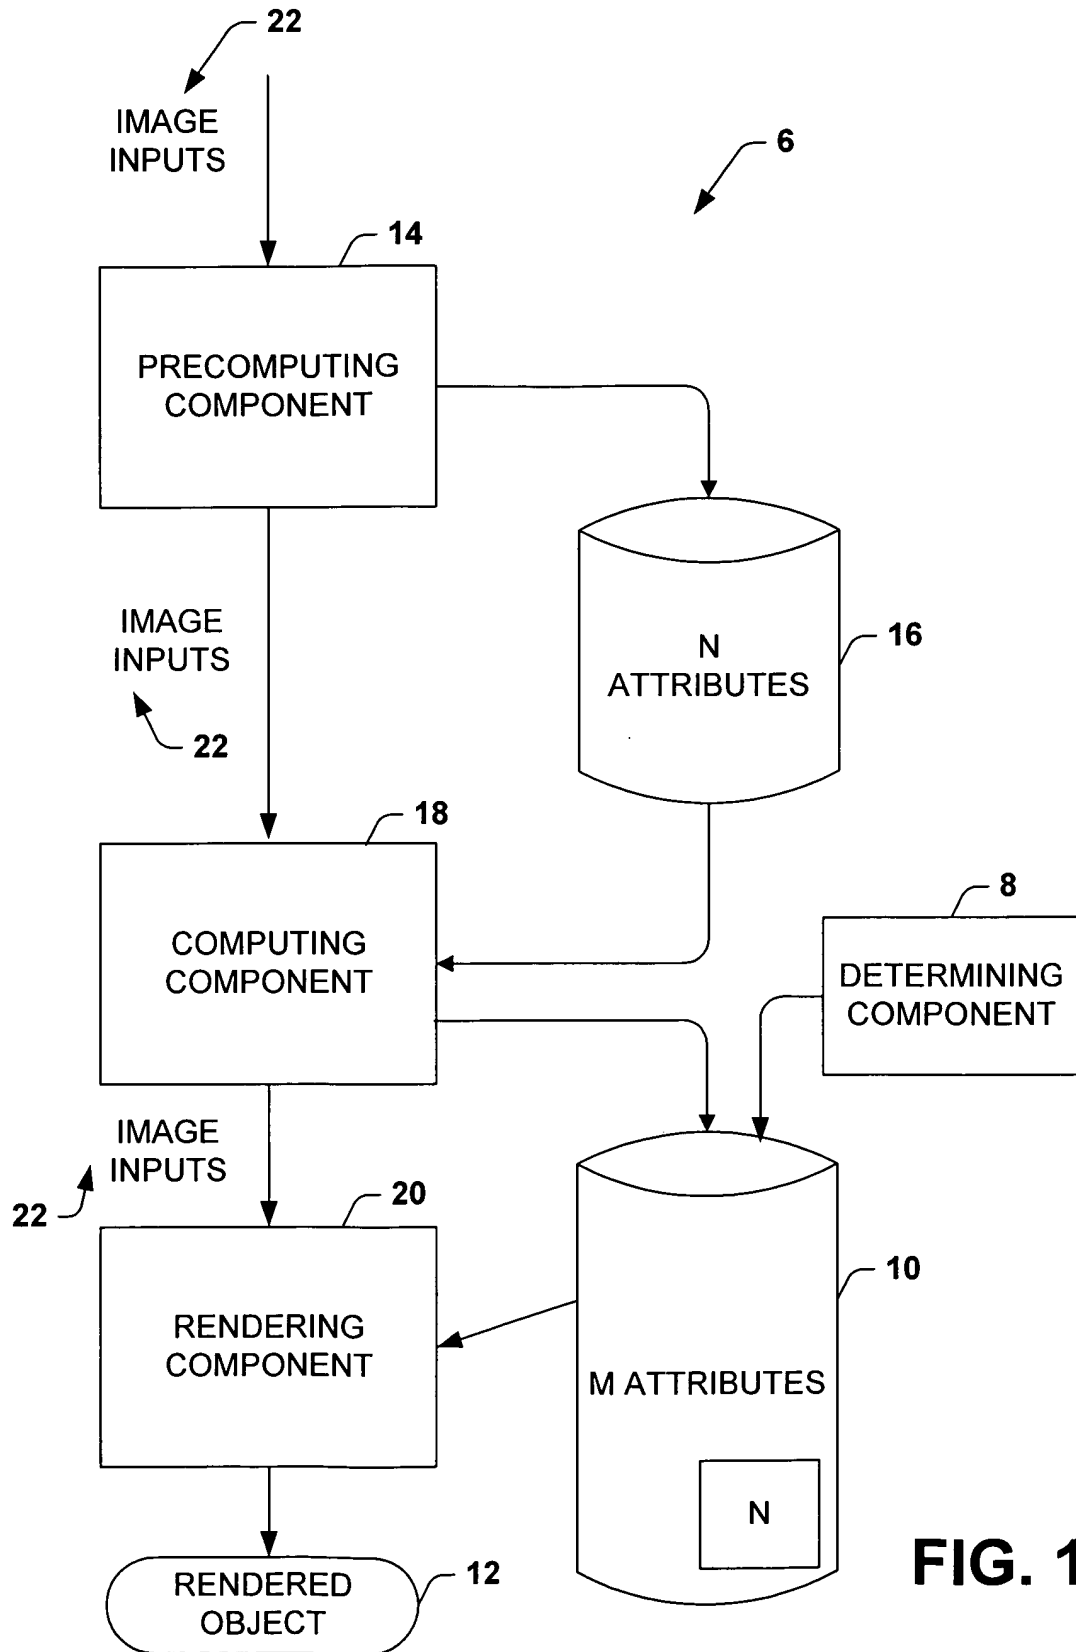 22
IMAGE
INPUTS
6
14
PRECOMPUTING
COMPONENT
IMAGE
INPUTS
22
N
ATTRIBUTES
16
18
COMPUTING
COMPONENT
8
DETERMINING
COMPONENT
IMAGE
INPUTS
22
20
RENDERING
COMPONENT
10
M ATTRIBUTES
N
RENDERED
OBJECT
12
FIG. 1